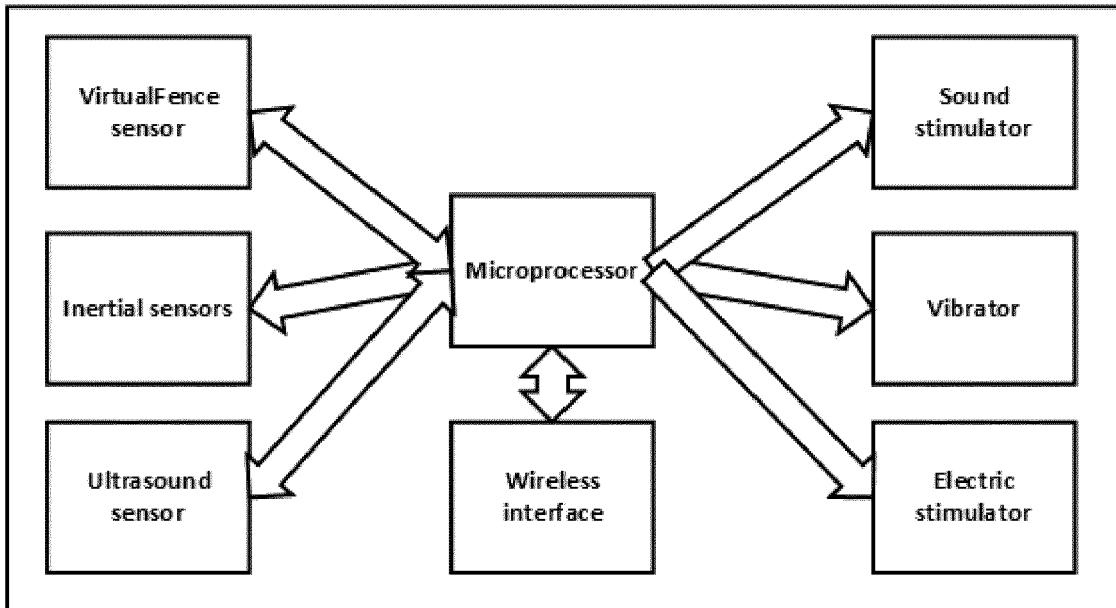 VirtualFence
sensor
Sound
stimulator
Microprocessor
Inertial sensors
Vibrator
Ultrasound
sensor
Wireless
interface
Electric
stimulator